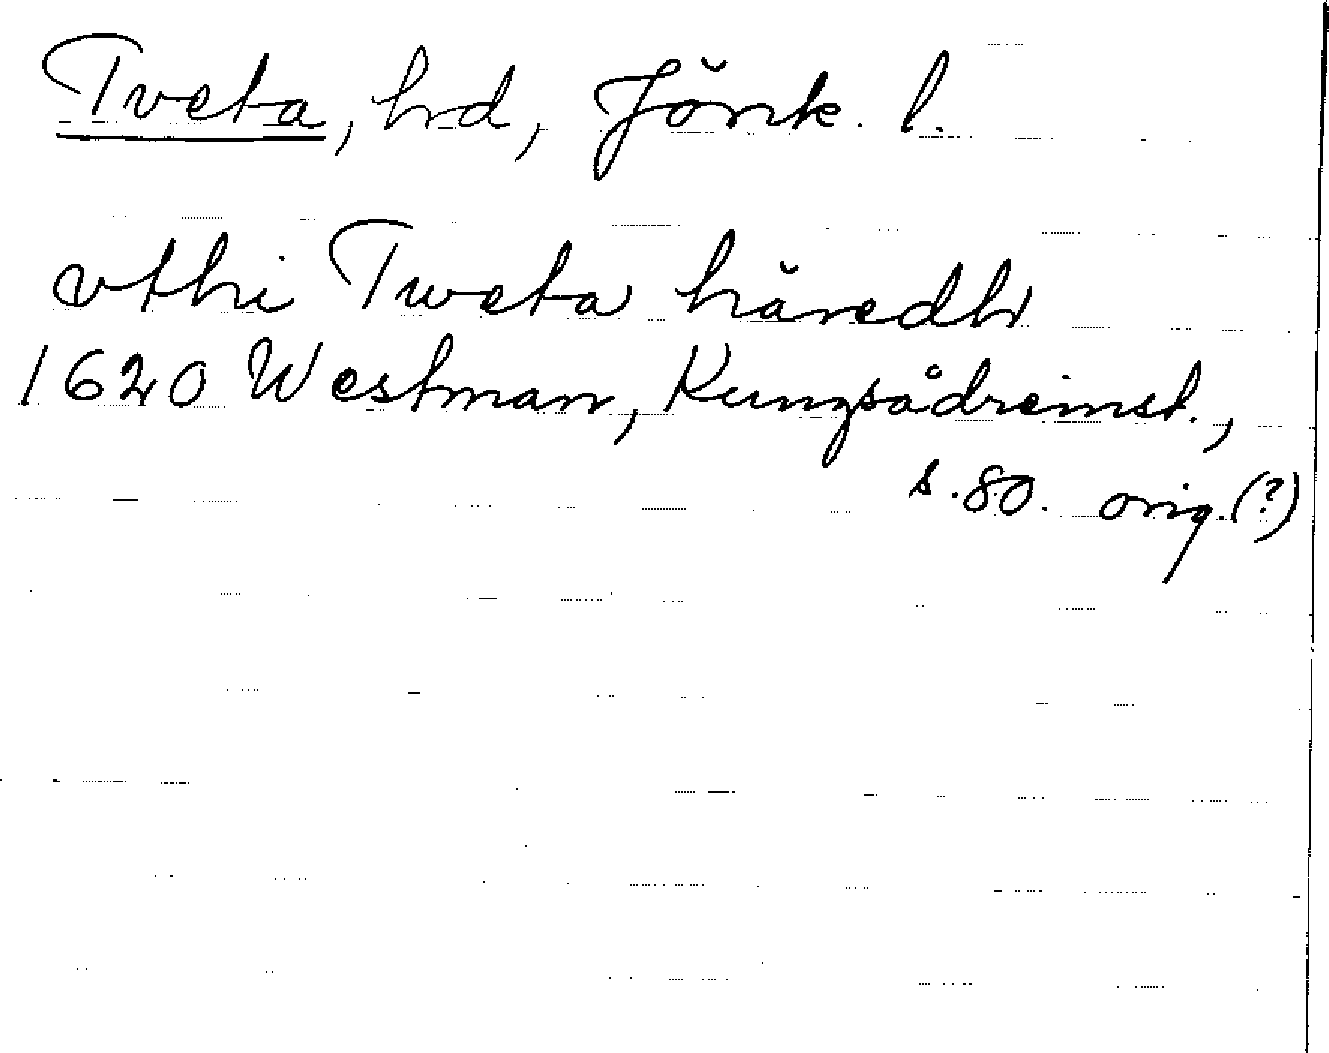 Tveta, hd, Jönk. l.
vthi Tweta häredh
1620 Westman, Kungsådreinst.,
s. 80. orig. (?)